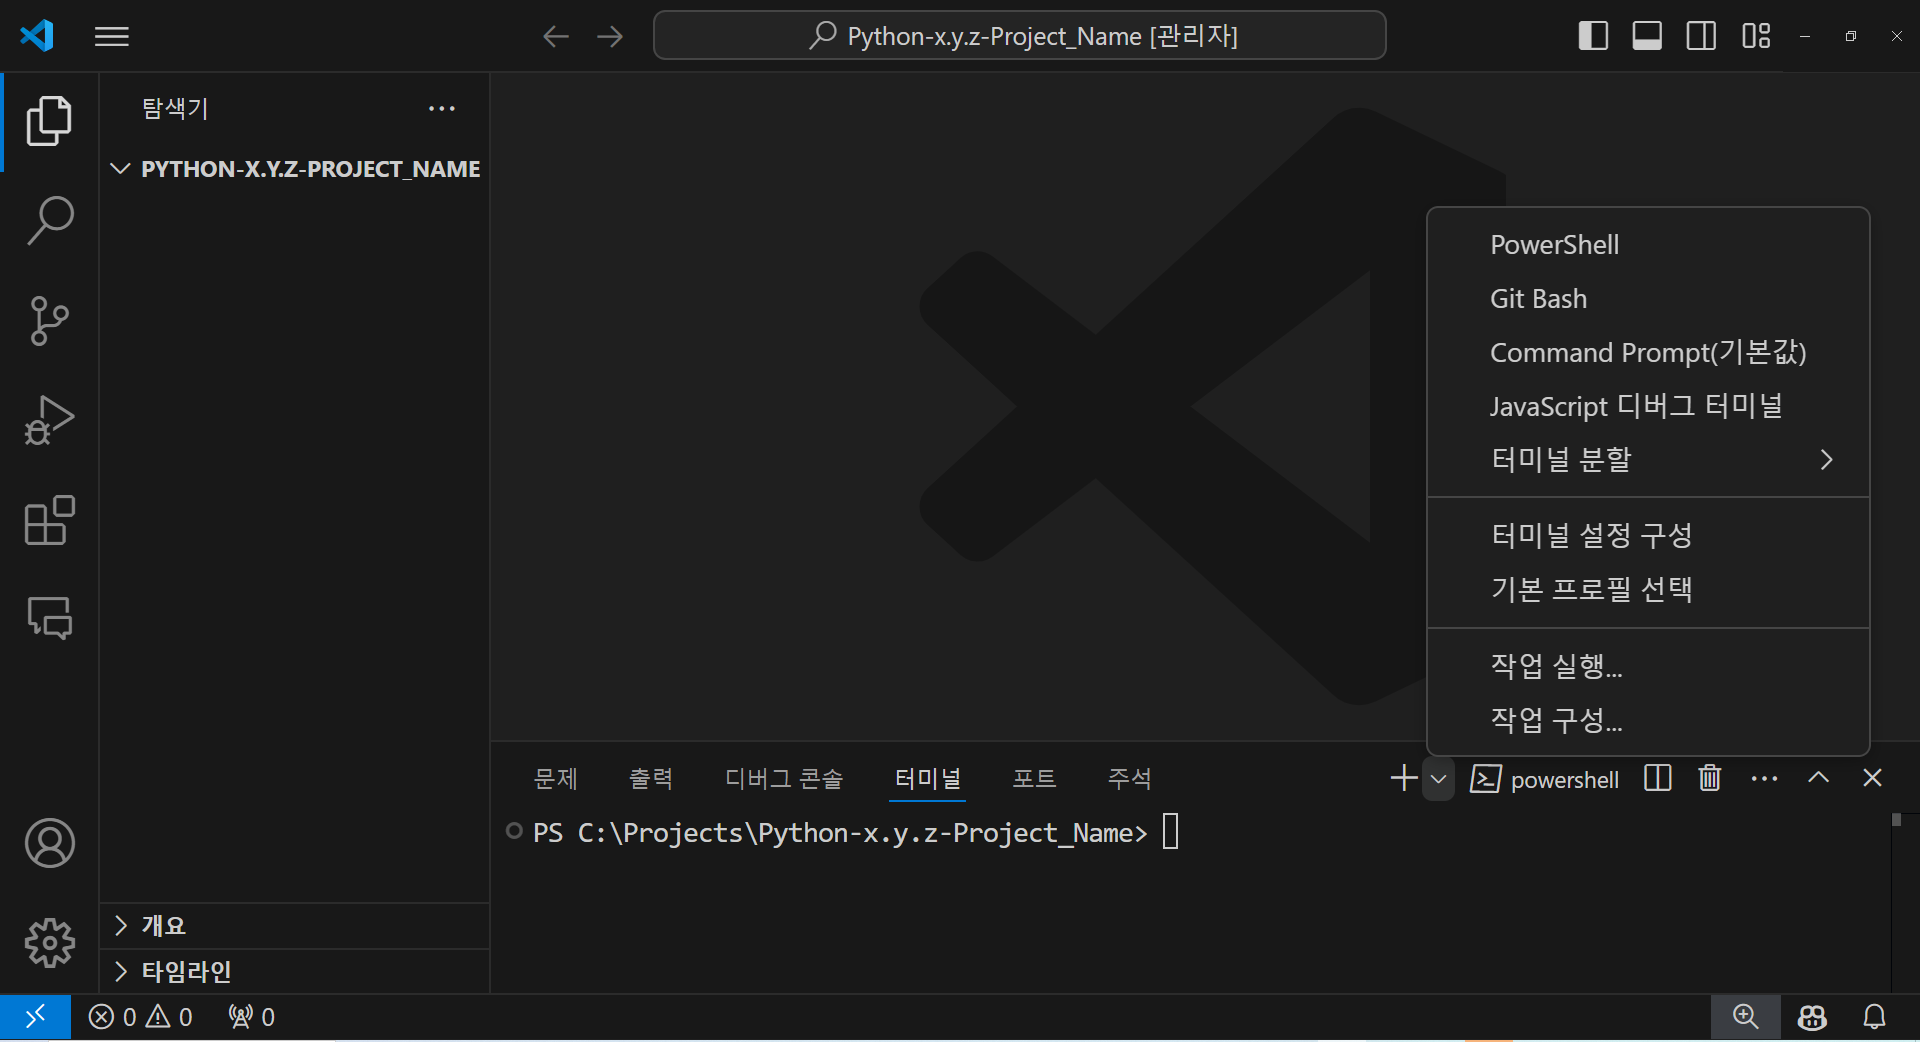 Python-x.y.z-Project_Name [관리자]
탐색기
PYTHON-X.Y.Z-PROJECT_NAME
PowerShell
Git Bash
Command Prompt(기본값)
JavaScript 디버그 터미널
터미널 분할
터미널 설정 구성
기본 프로필 선택
작업 실행...
작업 구성...
문제 출력 디버그 콘솔 터미널 포트 주석 powershell
PS C:\Projects\Python-x.y.z-Project_Name>
개요
타임라인
0 0 0